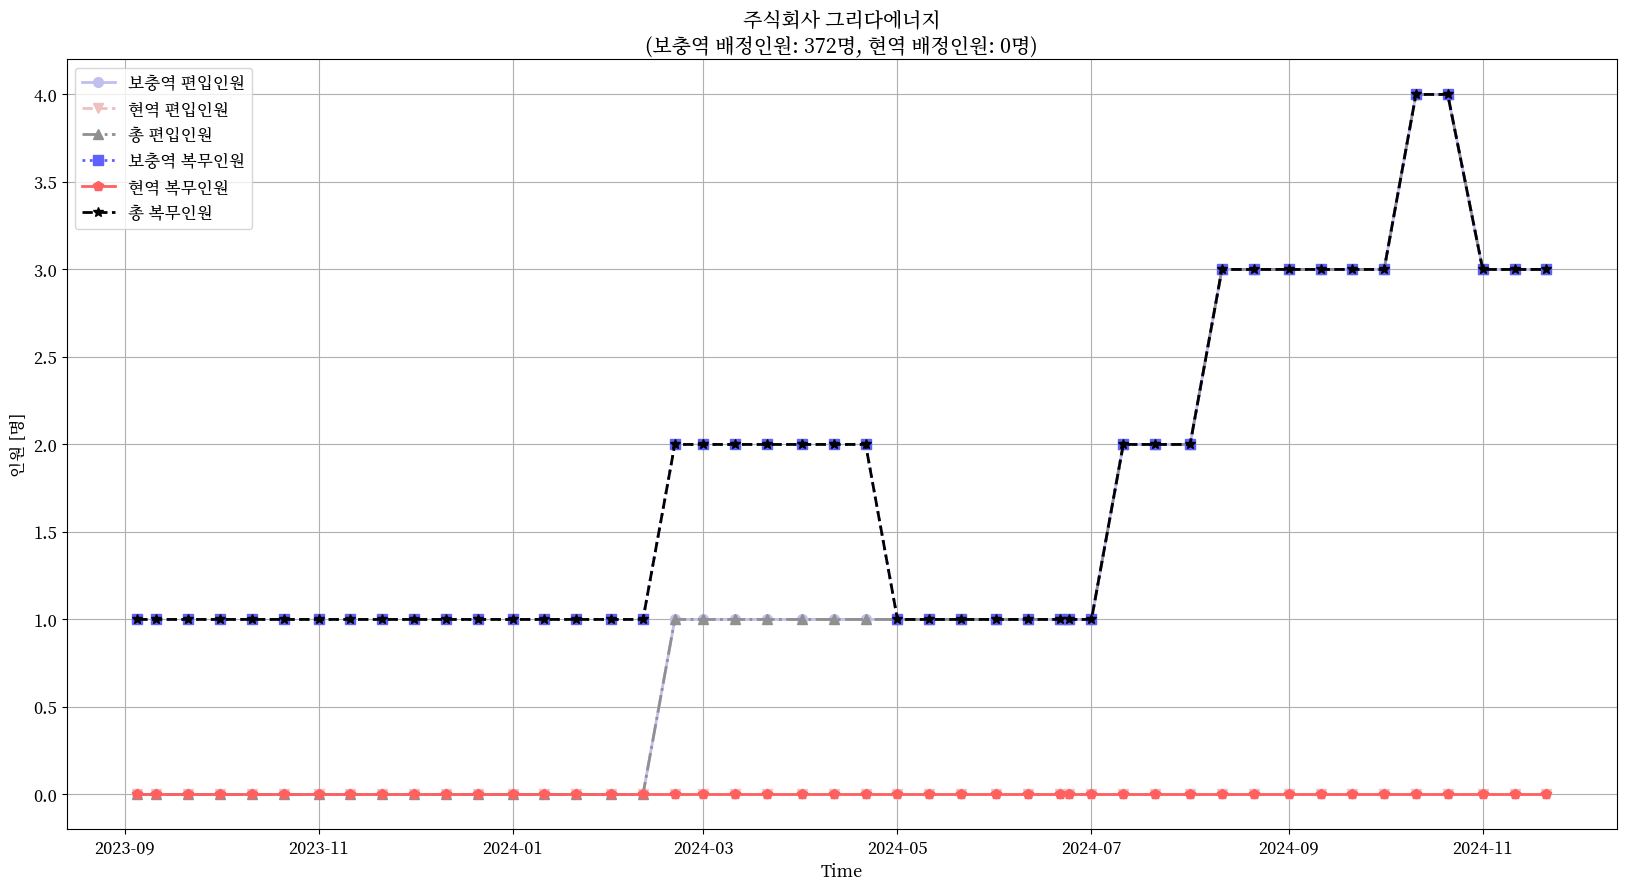 주식회사 그리다에너지
(보충역 배정인원: 372명, 현역 배정인원: 0명)
보충역 편입인원
현역 편입인원
총 편입인원
보충역 복무인원
현역 복무인원
총 복무인원
인원 [명]
4.0
3.5
3.0
2.5
2.0
1.5
1.0
0.5
0.0
2023-09
2023-11
2024-01
2024-03
2024-05
2024-07
2024-09
2024-11
Time